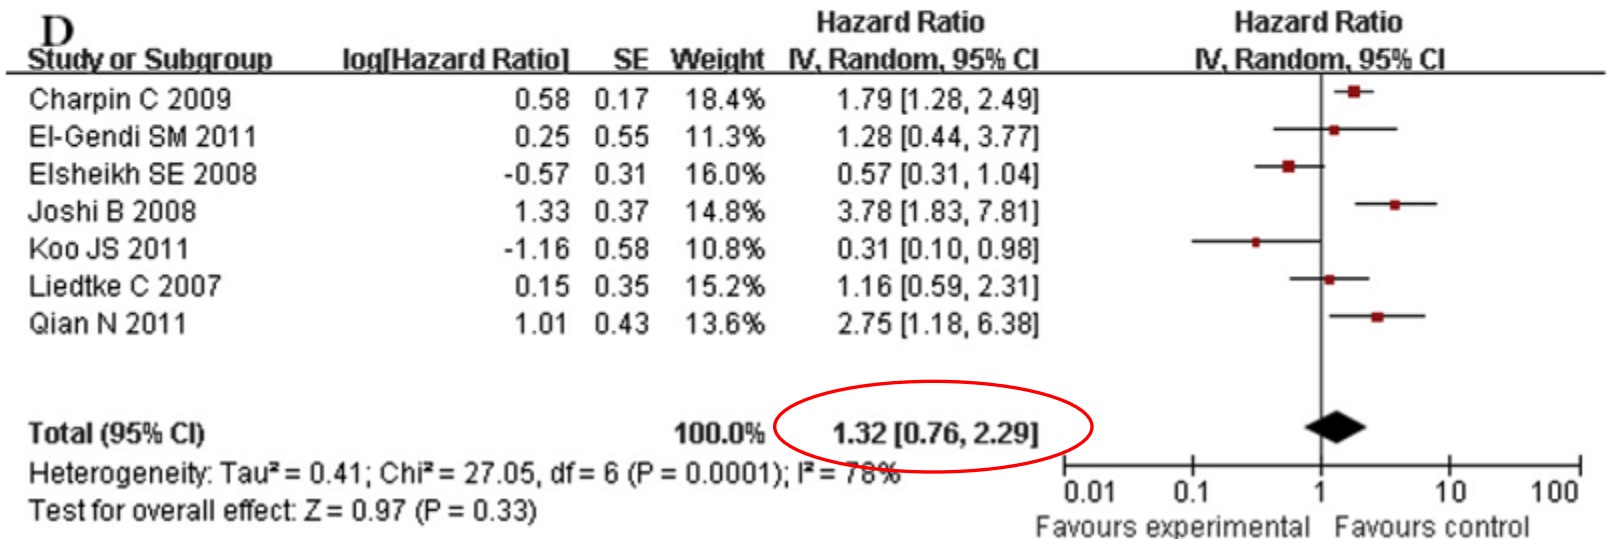 D
Hazard Ratio Hazard Ratio
Study or Subgroup log[Hazard Ratio] SE Weight IV, Random, 95% CI IV, Random, 95% CI
Charpin C 2009 0.58 0.17 18.4% 1.79 [1.28, 2.49]
El-Gendi SM 2011 0.25 0.55 11.3% 1.28 [0.44, 3.77]
Elsheikh SE 2008 -0.57 0.31 16.0% 0.57 [0.31, 1.04]
Joshi B 2008 1.33 0.37 14.8% 3.78 [1.83, 7.81]
Koo JS 2011 -1.16 0.58 10.8% 0.31 [0.10, 0.98]
Liedtke C 2007 0.15 0.35 15.2% 1.16 [0.59, 2.31]
Qian N 2011 1.01 0.43 13.6% 2.75 [1.18, 6.38]
Total (95% CI) 100.0% 1.32 [0.76, 2.29]
Heterogeneity: Tau² = 0.41; Chi² = 27.05, df = 6 (P = 0.0001); I² = 78%
Test for overall effect: Z = 0.97 (P = 0.33)
0.01 0.1 1 10 100
Favours experimental Favours control